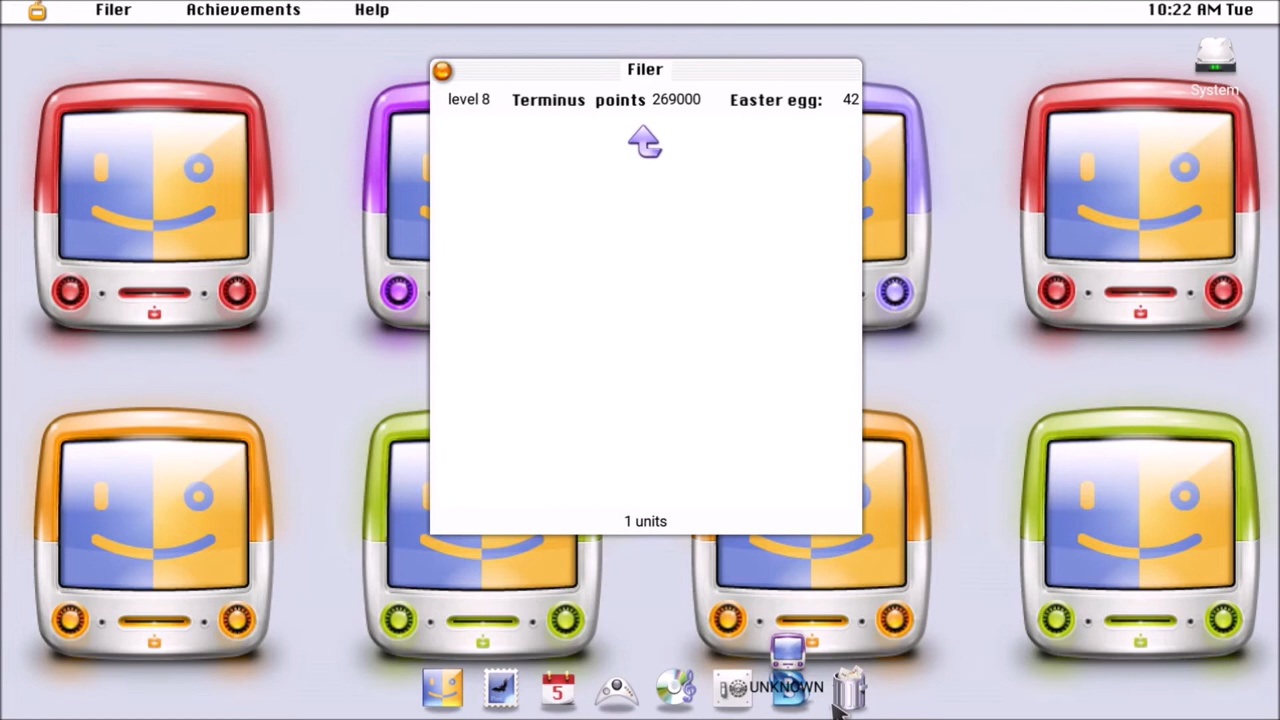 Filer Achievements Help 10:22 AM Tue
Filer
System
level 8 Terminus points 269000 Easter egg: 42
1 units
5
UNKNOWN